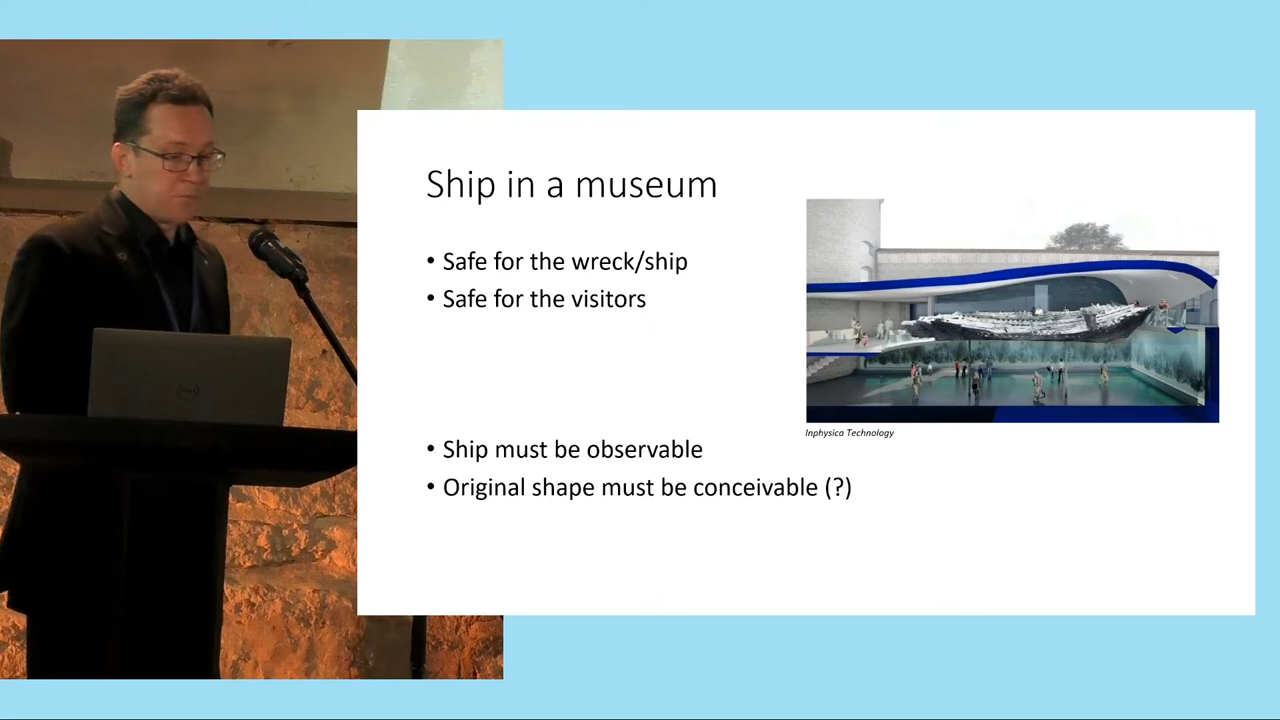 Ship in a museum
• Safe for the wreck/ship
• Safe for the visitors
Inphysica Technology
• Ship must be observable
• Original shape must be conceivable (?)
DELL